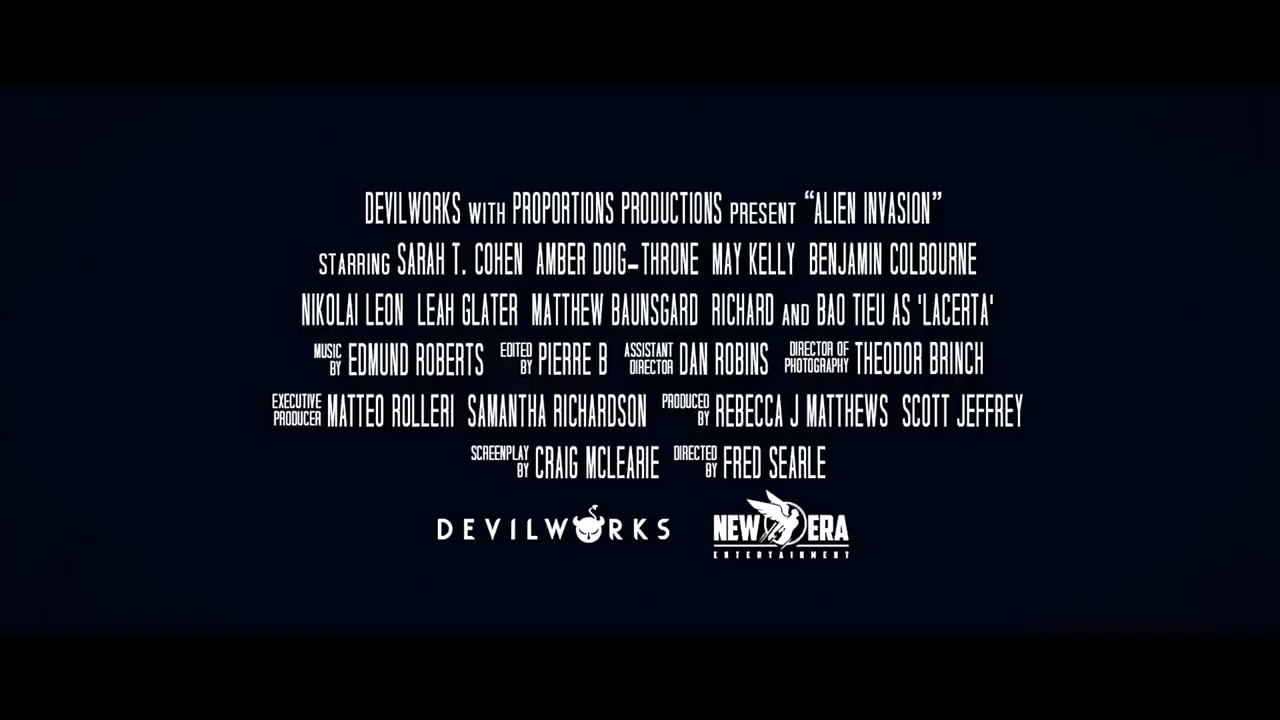 DEVILWORKS WITH PROPORTIONS PRODUCTIONS PRESENT “ALIEN INVASION”
STARRING SARAH T. COHEN AMBER DOIG-THRONE MAY KELLY BENJAMIN COLBOURNE
NIKOLAI LEON LEAH GLATER MATTHEW BAUNSGARD RICHARD AND BAO TIEU AS 'LACERTA'
MUSIC BY EDMUND ROBERTS EDITED BY PIERRE B ASSISTANT DIRECTOR DAN ROBINS DIRECTOR OF PHOTOGRAPHY THEODOR BRINCH
EXECUTIVE PRODUCER MATTEO ROLLERI SAMANTHA RICHARDSON PRODUCED BY REBECCA J MATTHEWS SCOTT JEFFREY
SCREENPLAY BY CRAIG MCLEARIE DIRECTED BY FRED SEARLE
DEVILWORKS NEW ERA
ENTERTAINMENT